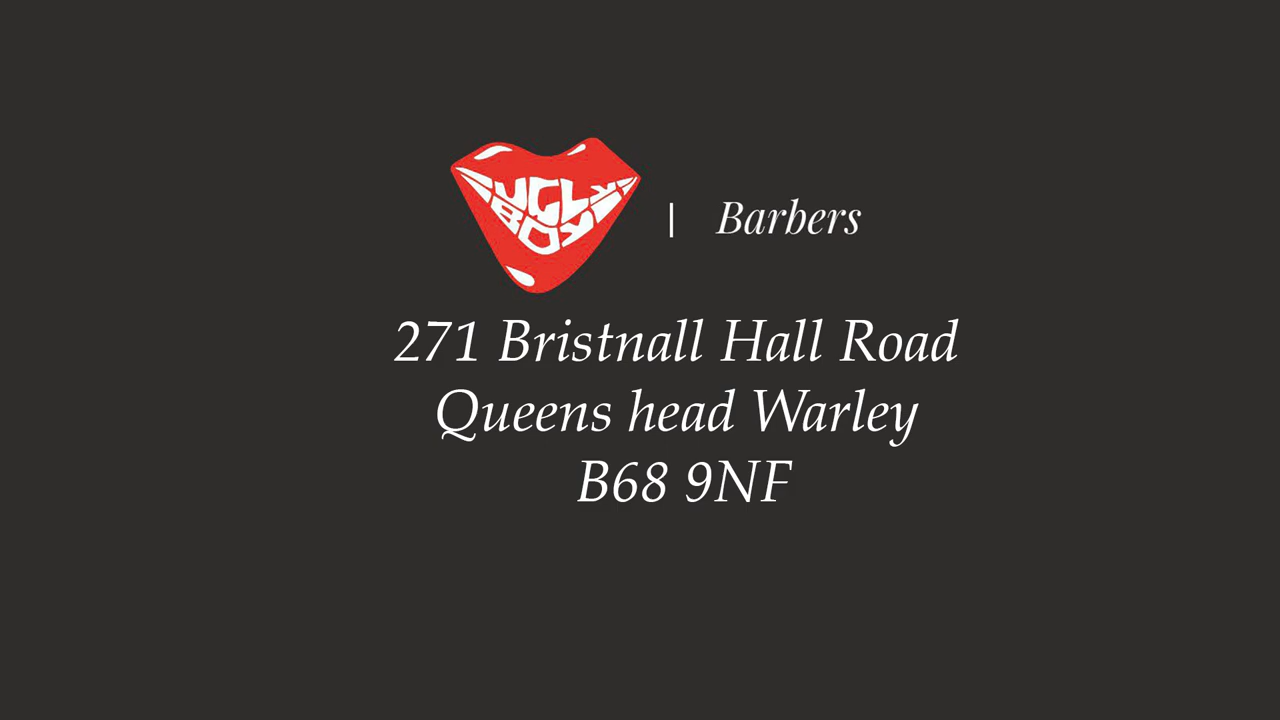 UGLY
BOY
| Barbers
271 Bristnall Hall Road
Queens head Warley
B68 9NF